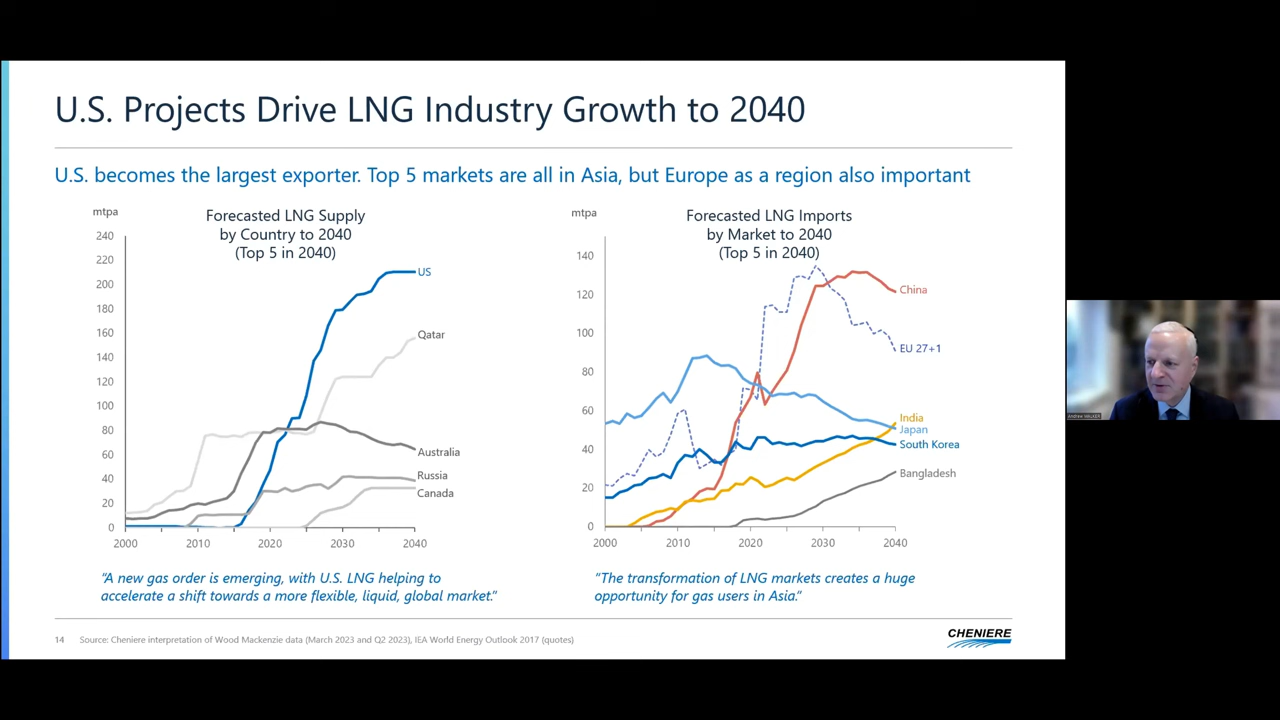 U.S. Projects Drive LNG Industry Growth to 2040
U.S. becomes the largest exporter. Top 5 markets are all in Asia, but Europe as a region also important
mtpa
Forecasted LNG Supply
by Country to 2040
(Top 5 in 2040)
240
220
200
180
160
140
120
100
80
60
40
20
0
2000
2010
2020
2030
2040
US
Qatar
Australia
Russia
Canada
"A new gas order is emerging, with U.S. LNG helping to
accelerate a shift towards a more flexible, liquid, global market."
mtpa
Forecasted LNG Imports
by Market to 2040
(Top 5 in 2040)
140
120
100
80
60
40
20
0
2000
2010
2020
2030
2040
China
EU 27+1
India
Japan
South Korea
Bangladesh
"The transformation of LNG markets creates a huge
opportunity for gas users in Asia."
14 Source: Cheniere interpretation of Wood Mackenzie data (March 2023 and Q2 2023), IEA World Energy Outlook 2017 (quotes)
CHENIERE
Andrew WALKER